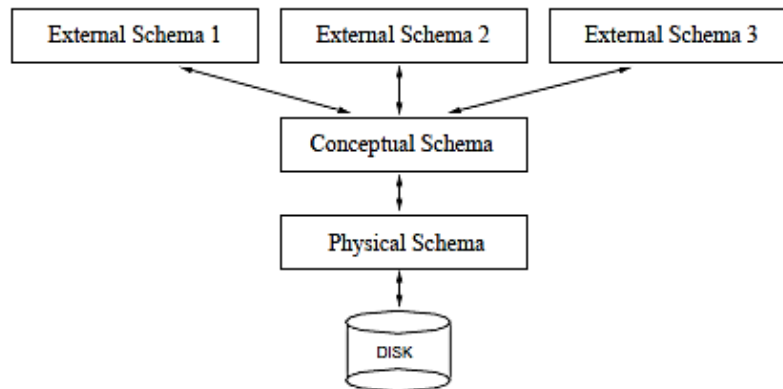 External Schema 1
External Schema 2
External Schema 3
Conceptual Schema
Physical Schema
DISK